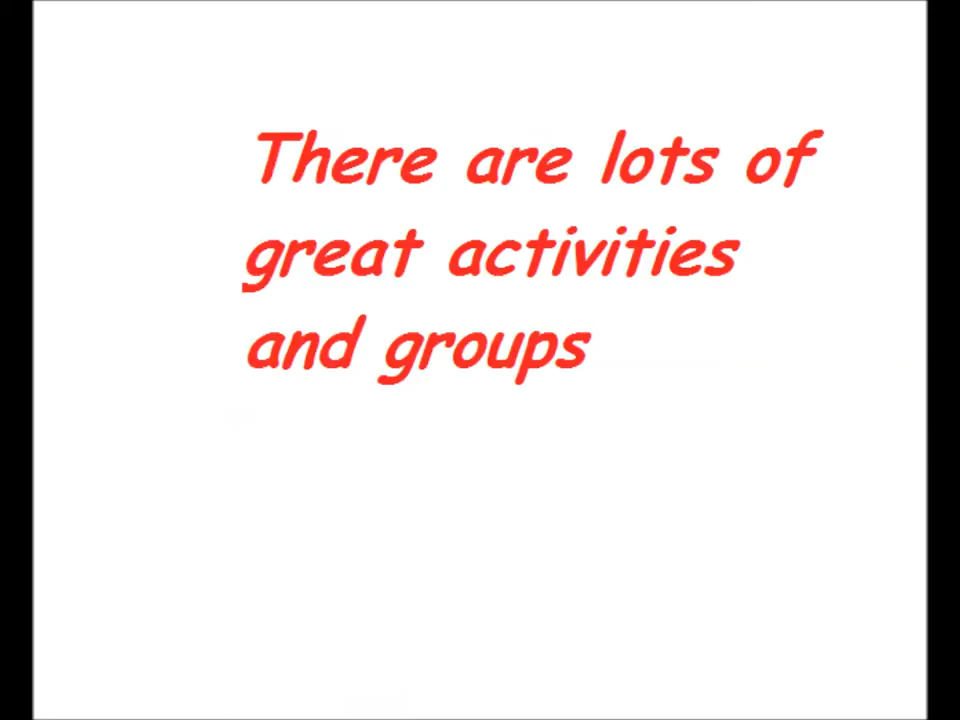 There are lots of
great activities
and groups